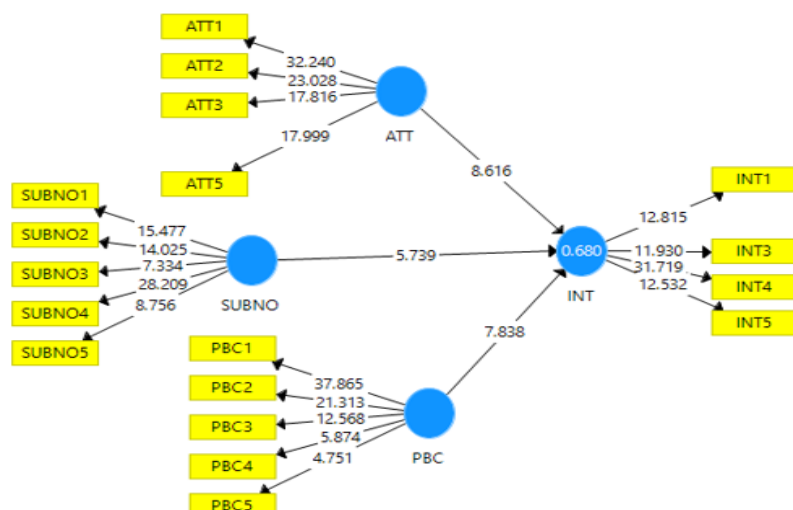 ATT1
ATT2
ATT3
ATT5
32.240
23.028
17.816
17.999
ATT
8.616
SUBNO1
SUBNO2
SUBNO3
SUBNO4
SUBNO5
15.477
14.025
7.334
28.209
8.756
SUBNO
5.739
0.680
INT
12.815
11.930
31.719
12.532
INT1
INT3
INT4
INT5
7.838
PBC1
PBC2
PBC3
PBC4
PBC5
37.865
21.313
12.568
5.874
4.751
PBC